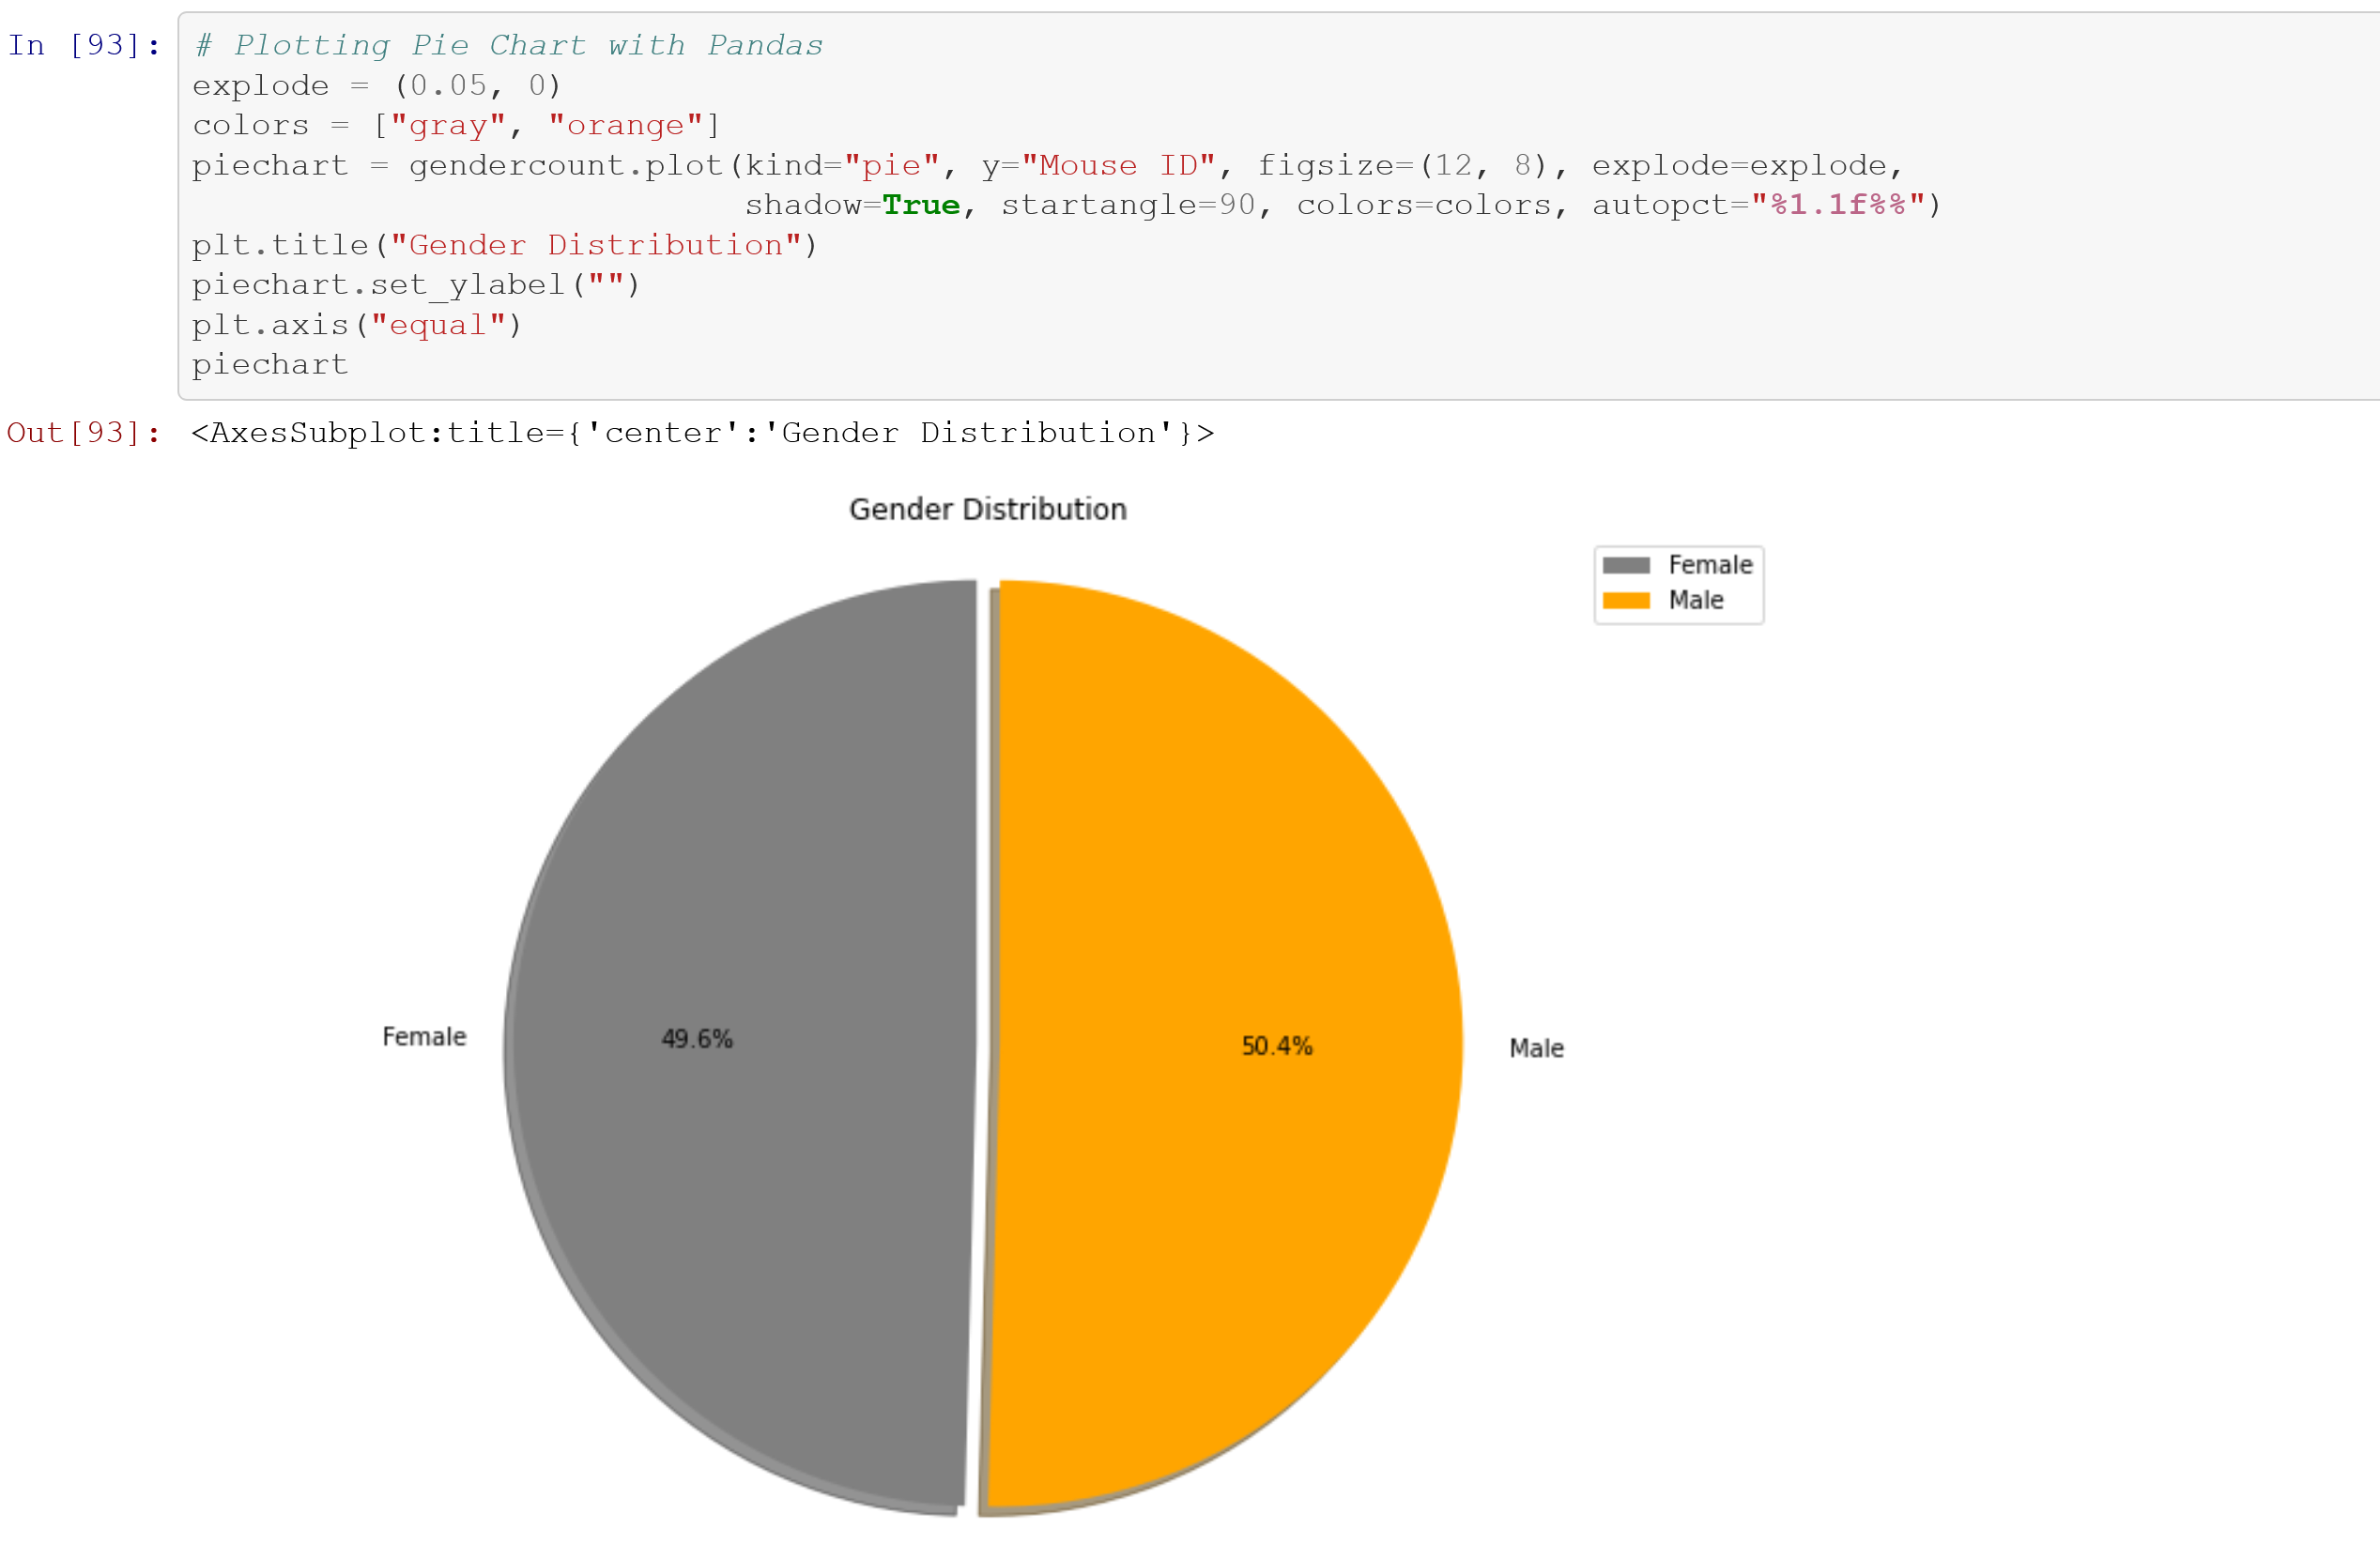 In [93]: # Plotting Pie Chart with Pandas
explode = (0.05, 0)
colors = ["gray", "orange"]
piechart = gendercount.plot(kind="pie", y="Mouse ID", figsize=(12, 8), explode=explode,
                            shadow=True, startangle=90, colors=colors, autopct="%1.1f%%")
plt.title("Gender Distribution")
piechart.set_ylabel("")
plt.axis("equal")
piechart
Out[93]: <AxesSubplot:title={'center':'Gender Distribution'}>
Gender Distribution
Female
Male
Female
49.6%
50.4%
Male